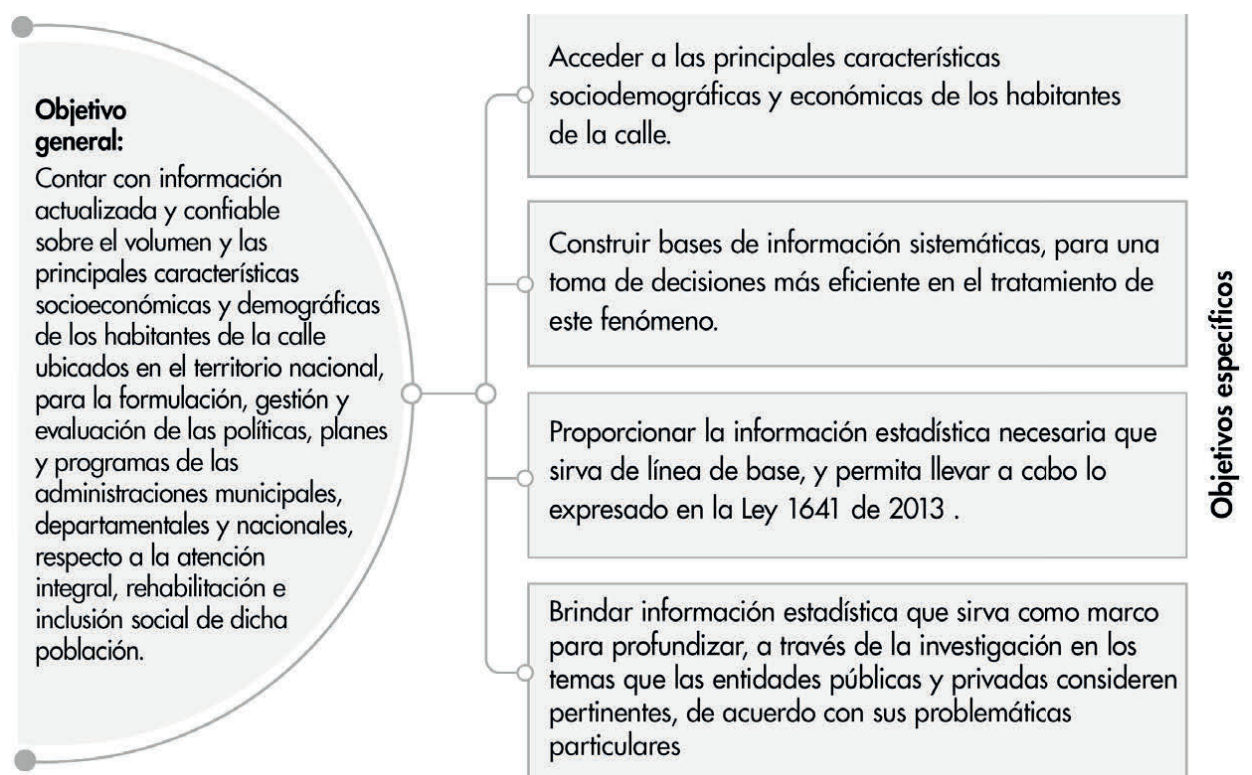 Objetivo
general:
Contar con información
actualizada y confiable
sobre el volumen y las
principales características
socioeconómicas y demográficas
de los habitantes de la calle
ubicados en el territorio nacional,
para la formulación, gestión y
evaluación de las políticas, planes
y programas de las
administraciones municipales,
departamentales y nacionales,
respecto a la atención
integral, rehabilitación e
inclusión social de dicha
población.
Acceder a las principales características
sociodemográficas y económicas de los habitantes
de la calle.
Construir bases de información sistemáticas, para una
toma de decisiones más eficiente en el tratamiento de
este fenómeno.
Proporcionar la información estadística necesaria que
sirva de línea de base, y permita llevar a cabo lo
expresado en la Ley 1641 de 2013 .
Brindar información estadística que sirva como marco
para profundizar, a través de la investigación en los
temas que las entidades públicas y privadas consideren
pertinentes, de acuerdo con sus problemáticas
particulares
Objetivos específicos